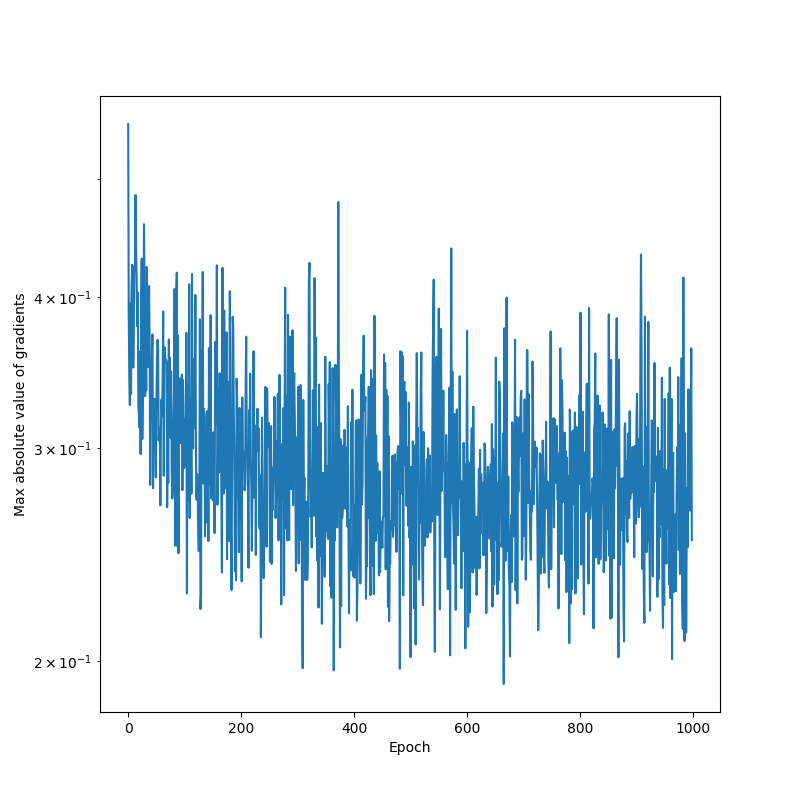 Max absolute value of gradients
4 × 10⁻¹
3 × 10⁻¹
2 × 10⁻¹
0 200 400 600 800 1000
Epoch